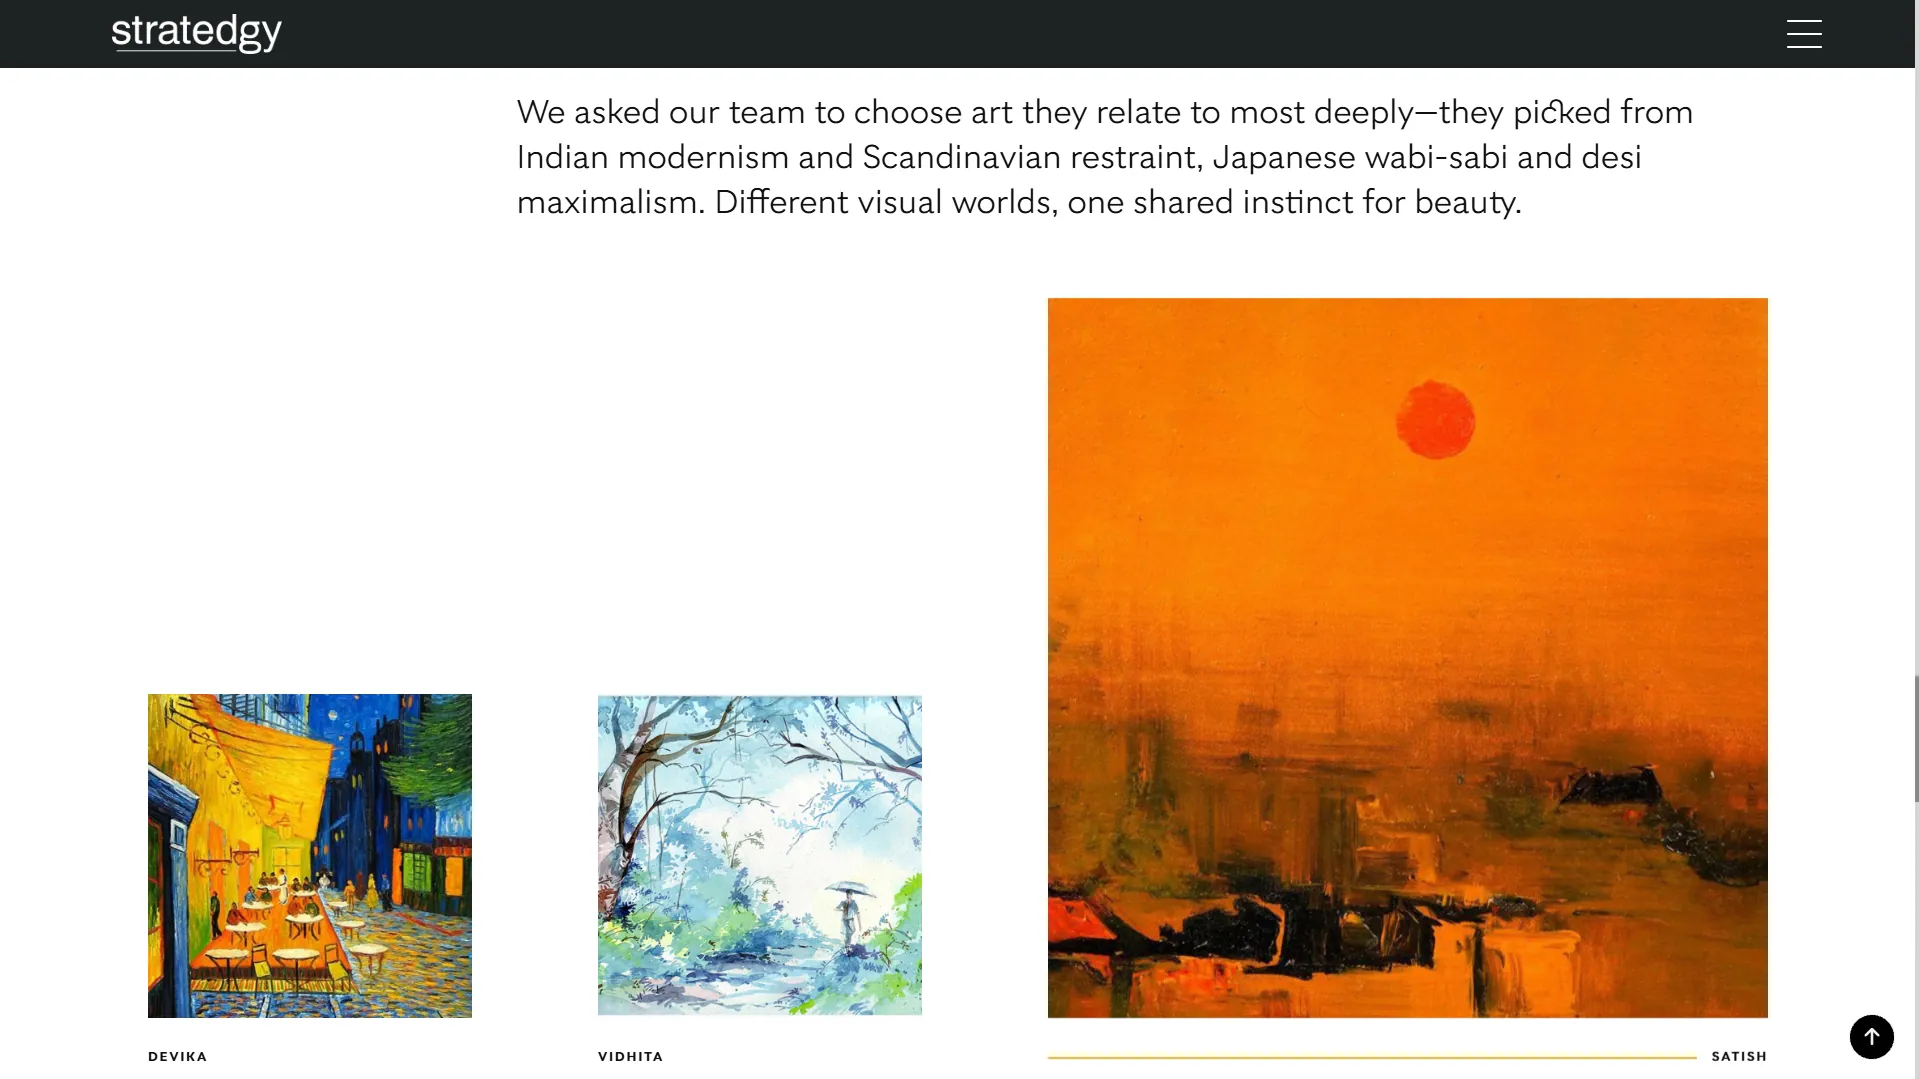 stratedgy
We asked our team to choose art they relate to most deeply—they picked from
Indian modernism and Scandinavian restraint, Japanese wabi-sabi and desi
maximalism. Different visual worlds, one shared instinct for beauty.
DEVIKA
VIDHITA
SATISH